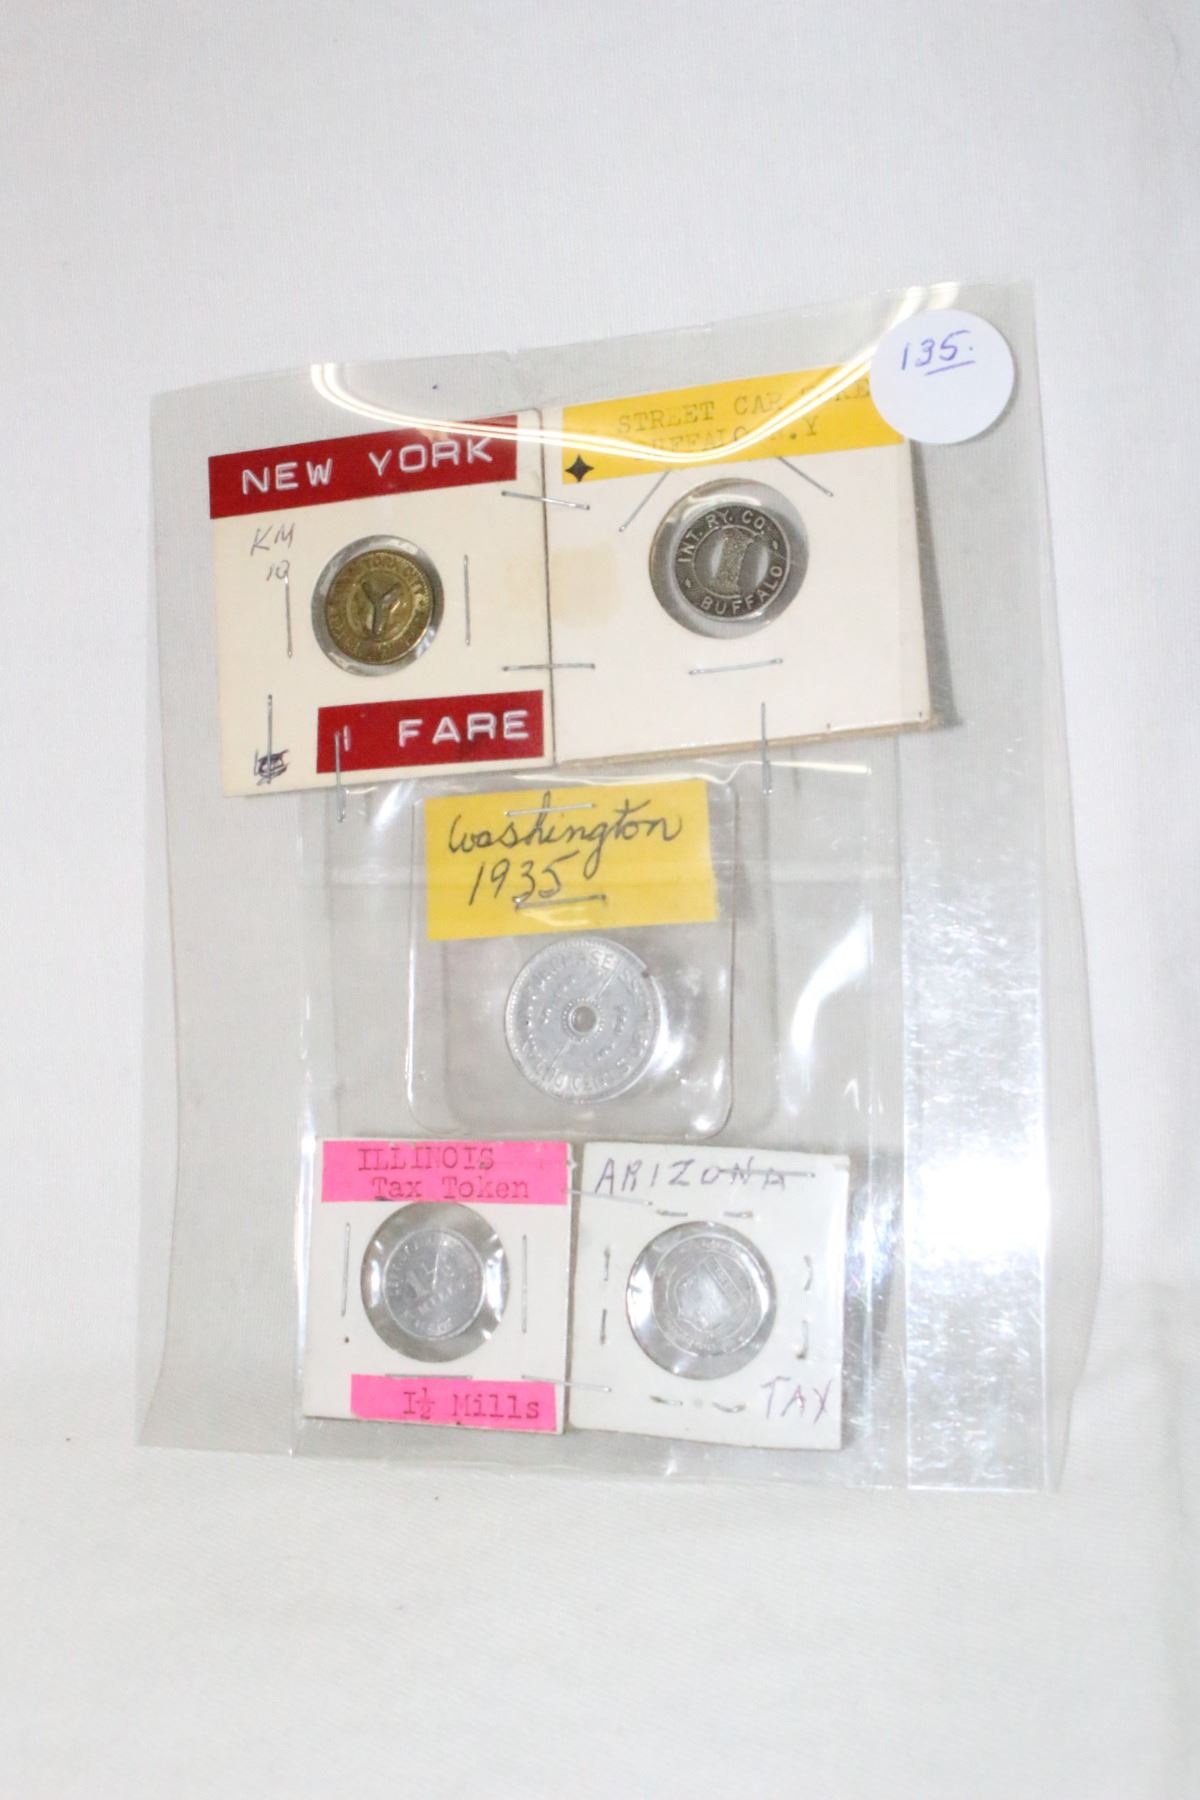 135.
NEW YORK
KM
10
FARE
STREET CAR
BUFFALO N.Y
INT. RY. CO.
BUFFALO
Washington
1935
ILLINOIS
Tax Token
1½ Mills
ARIZONA
TAX